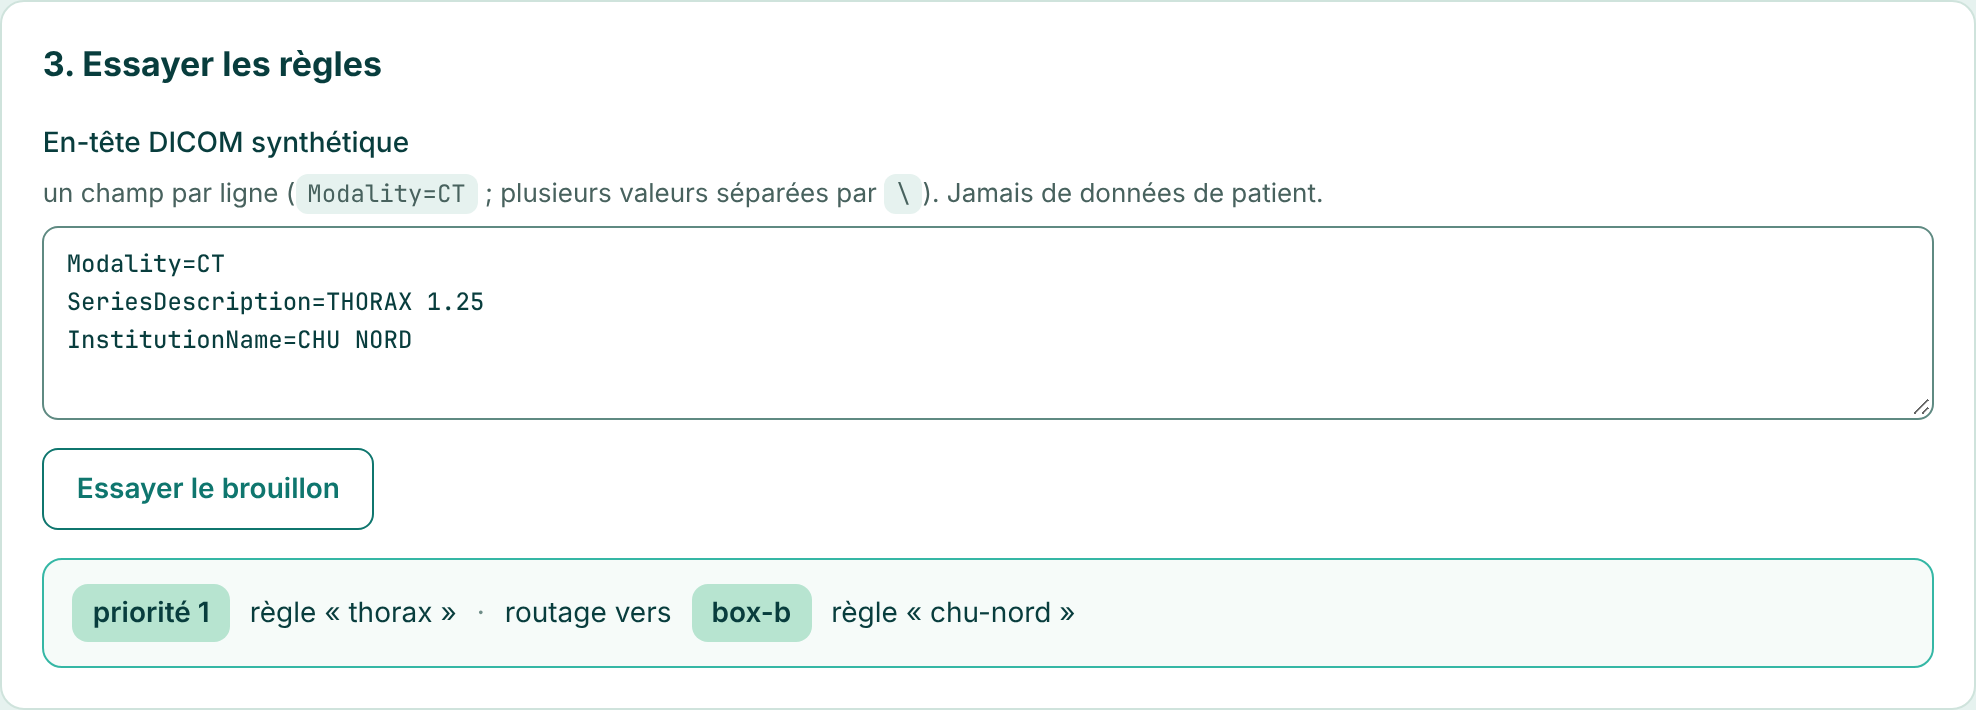 3. Essayer les règles
En-tête DICOM synthétique
un champ par ligne ( Modality=CT ; plusieurs valeurs séparées par \ ). Jamais de données de patient.
Modality=CT
SeriesDescription=THORAX 1.25
InstitutionName=CHU NORD
Essayer le brouillon
priorité 1 règle « thorax » · routage vers box-b règle « chu-nord »